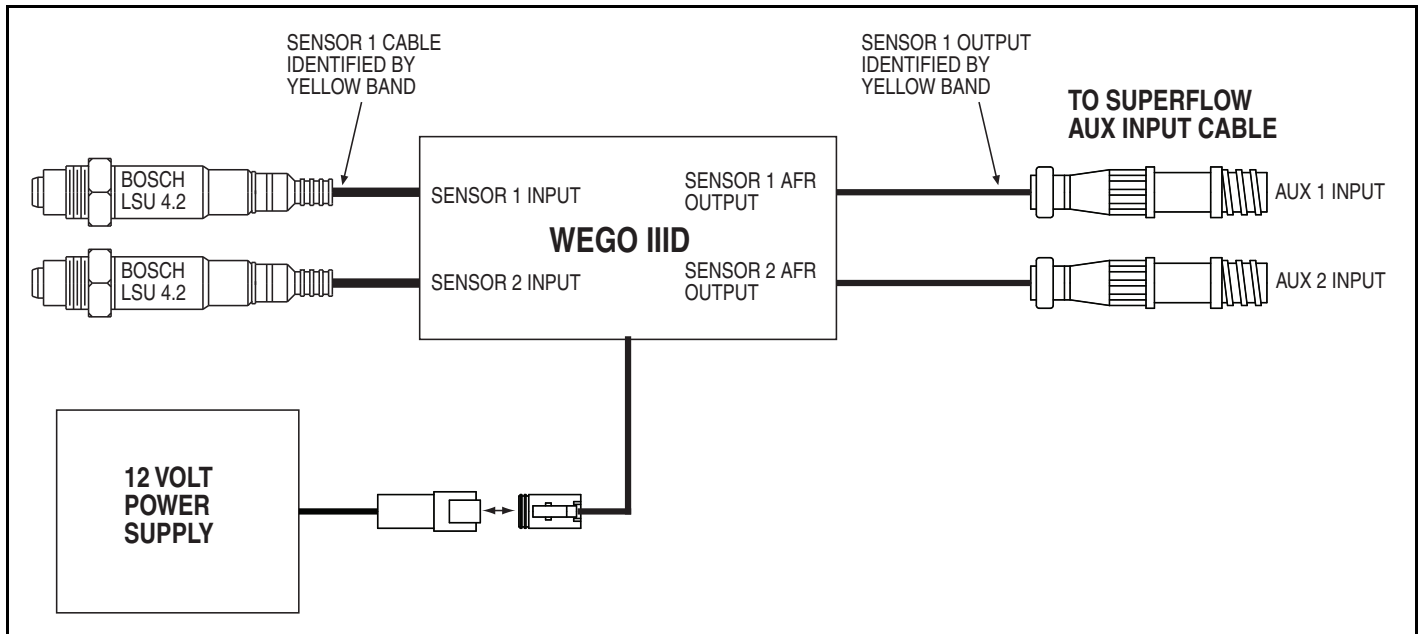 SENSOR 1 CABLE
IDENTIFIED BY
YELLOW BAND
SENSOR 1 OUTPUT
IDENTIFIED BY
YELLOW BAND
TO SUPERFLOW
AUX INPUT CABLE
BOSCH
LSU 4.2
SENSOR 1 INPUT
SENSOR 1 AFR
OUTPUT
AUX 1 INPUT
WEGO IIID
BOSCH
LSU 4.2
SENSOR 2 INPUT
SENSOR 2 AFR
OUTPUT
AUX 2 INPUT
12 VOLT
POWER
SUPPLY